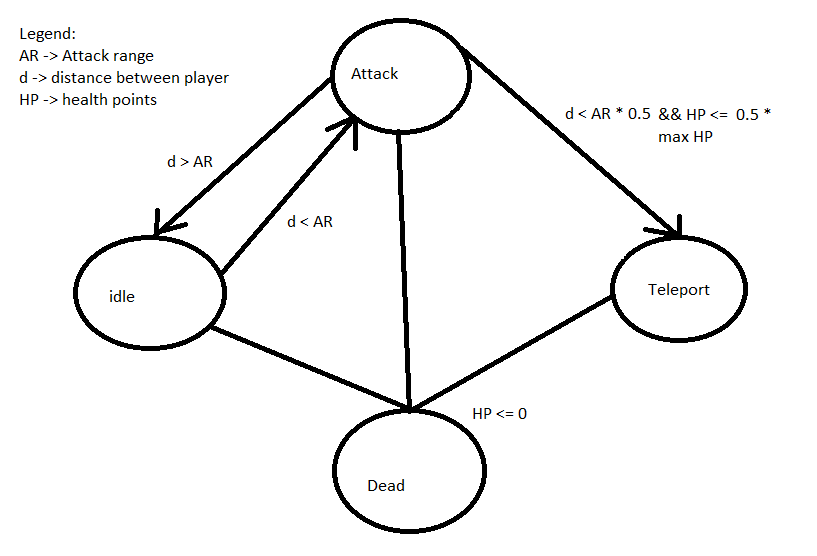 Legend:
AR -> Attack range
d -> distance between player
HP -> health points
Attack
d < AR * 0.5 && HP <= 0.5 *
max HP
d > AR
d < AR
idle
Teleport
HP <= 0
Dead